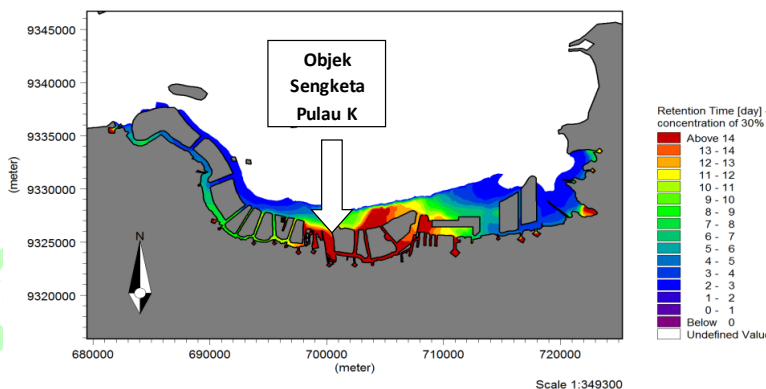 9345000
9340000
9335000
9330000
9325000
9320000
(meter)
Objek
Sengketa
Pulau K
N
680000 690000 700000 710000 720000
(meter)
Scale 1:349300
Retention Time [day] -
concentration of 30%
Above 14
13 - 14
12 - 13
11 - 12
10 - 11
9 - 10
8 - 9
7 - 8
6 - 7
5 - 6
4 - 5
3 - 4
2 - 3
1 - 2
0 - 1
Below 0
Undefined Value